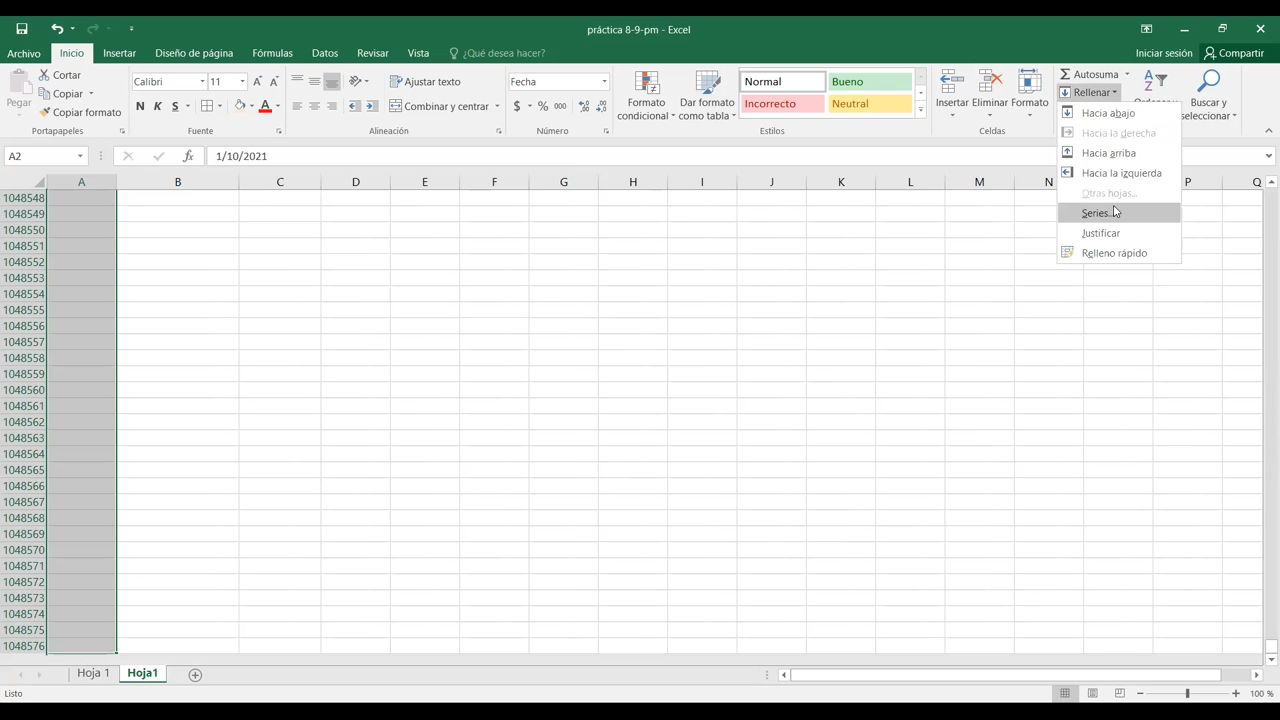 práctica 8-9-pm - Excel
Archivo Inicio Insertar Diseño de página Fórmulas Datos Revisar Vista ¿Qué desea hacer? Iniciar sesión Compartir
Pegar
Cortar
Copiar
Copiar formato
Portapapeles
Calibri 11
N K S
Fuente
Ajustar texto
Combinar y centrar
Alineación
Fecha
$ % 000
Número
Formato condicional
Dar formato como tabla
Normal Bueno
Incorrecto Neutral
Estilos
Insertar Eliminar Formato
Celdas
Autosuma
Rellenar
Buscar y
seleccionar
Hacia abajo
Hacia la derecha
Hacia arriba
Hacia la izquierda
Otras hojas...
Series...
Justificar
Relleno rápido
A2 fx 1/10/2021
A B C D E F G H I J K L M N P Q
1048548
1048549
1048550
1048551
1048552
1048553
1048554
1048555
1048556
1048557
1048558
1048559
1048560
1048561
1048562
1048563
1048564
1048565
1048566
1048567
1048568
1048569
1048570
1048571
1048572
1048573
1048574
1048575
1048576
Hoja 1 Hoja1
Listo 100 %